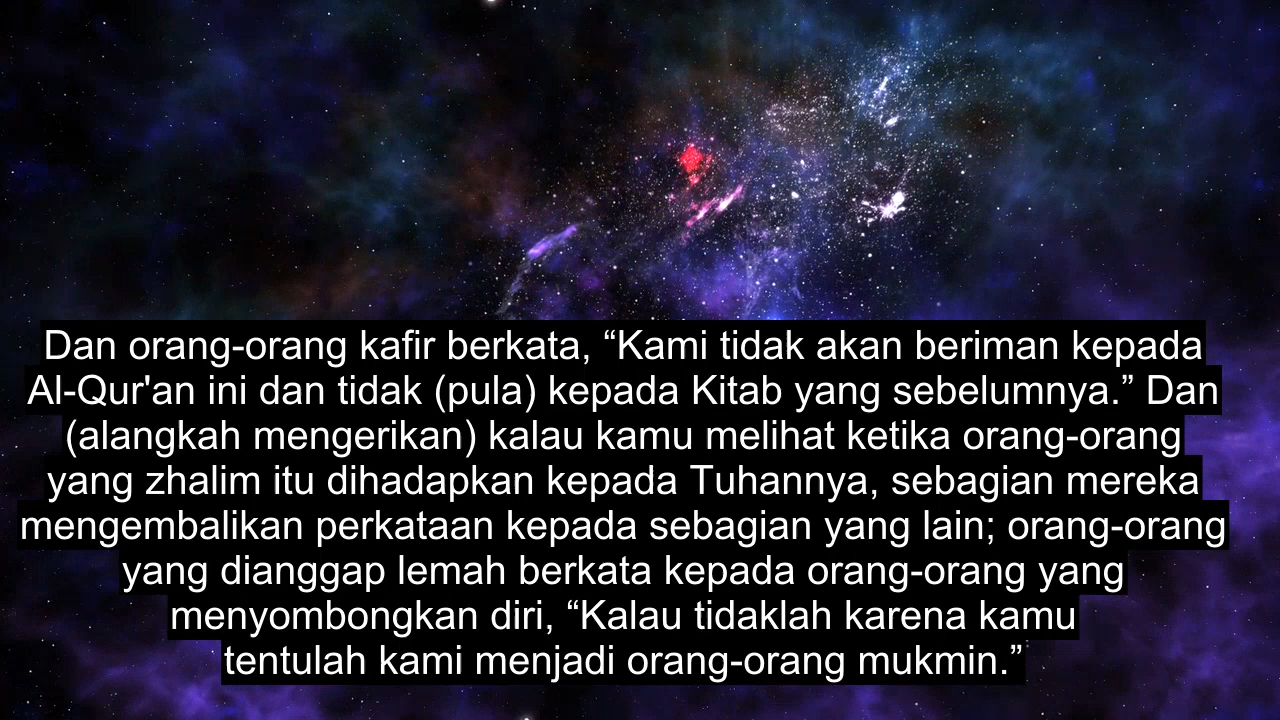 Dan orang-orang kafir berkata, “Kami tidak akan beriman kepada
Al-Qur'an ini dan tidak (pula) kepada Kitab yang sebelumnya.” Dan
(alangkah mengerikan) kalau kamu melihat ketika orang-orang
yang zhalim itu dihadapkan kepada Tuhannya, sebagian mereka
mengembalikan perkataan kepada sebagian yang lain; orang-orang
yang dianggap lemah berkata kepada orang-orang yang
menyombongkan diri, “Kalau tidaklah karena kamu
tentulah kami menjadi orang-orang mukmin.”